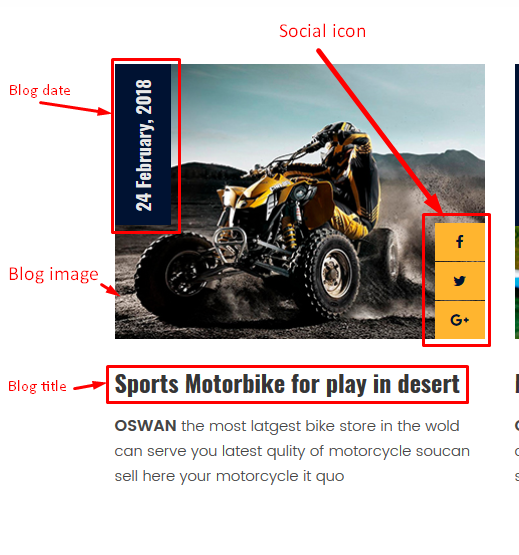 Social icon
Blog date
24 February, 2018
Blog image
G+
Blog title
Sports Motorbike for play in desert
OSWAN the most latgest bike store in the wold
can serve you latest qulity of motorcycle soucan
sell here your motorcycle it quo